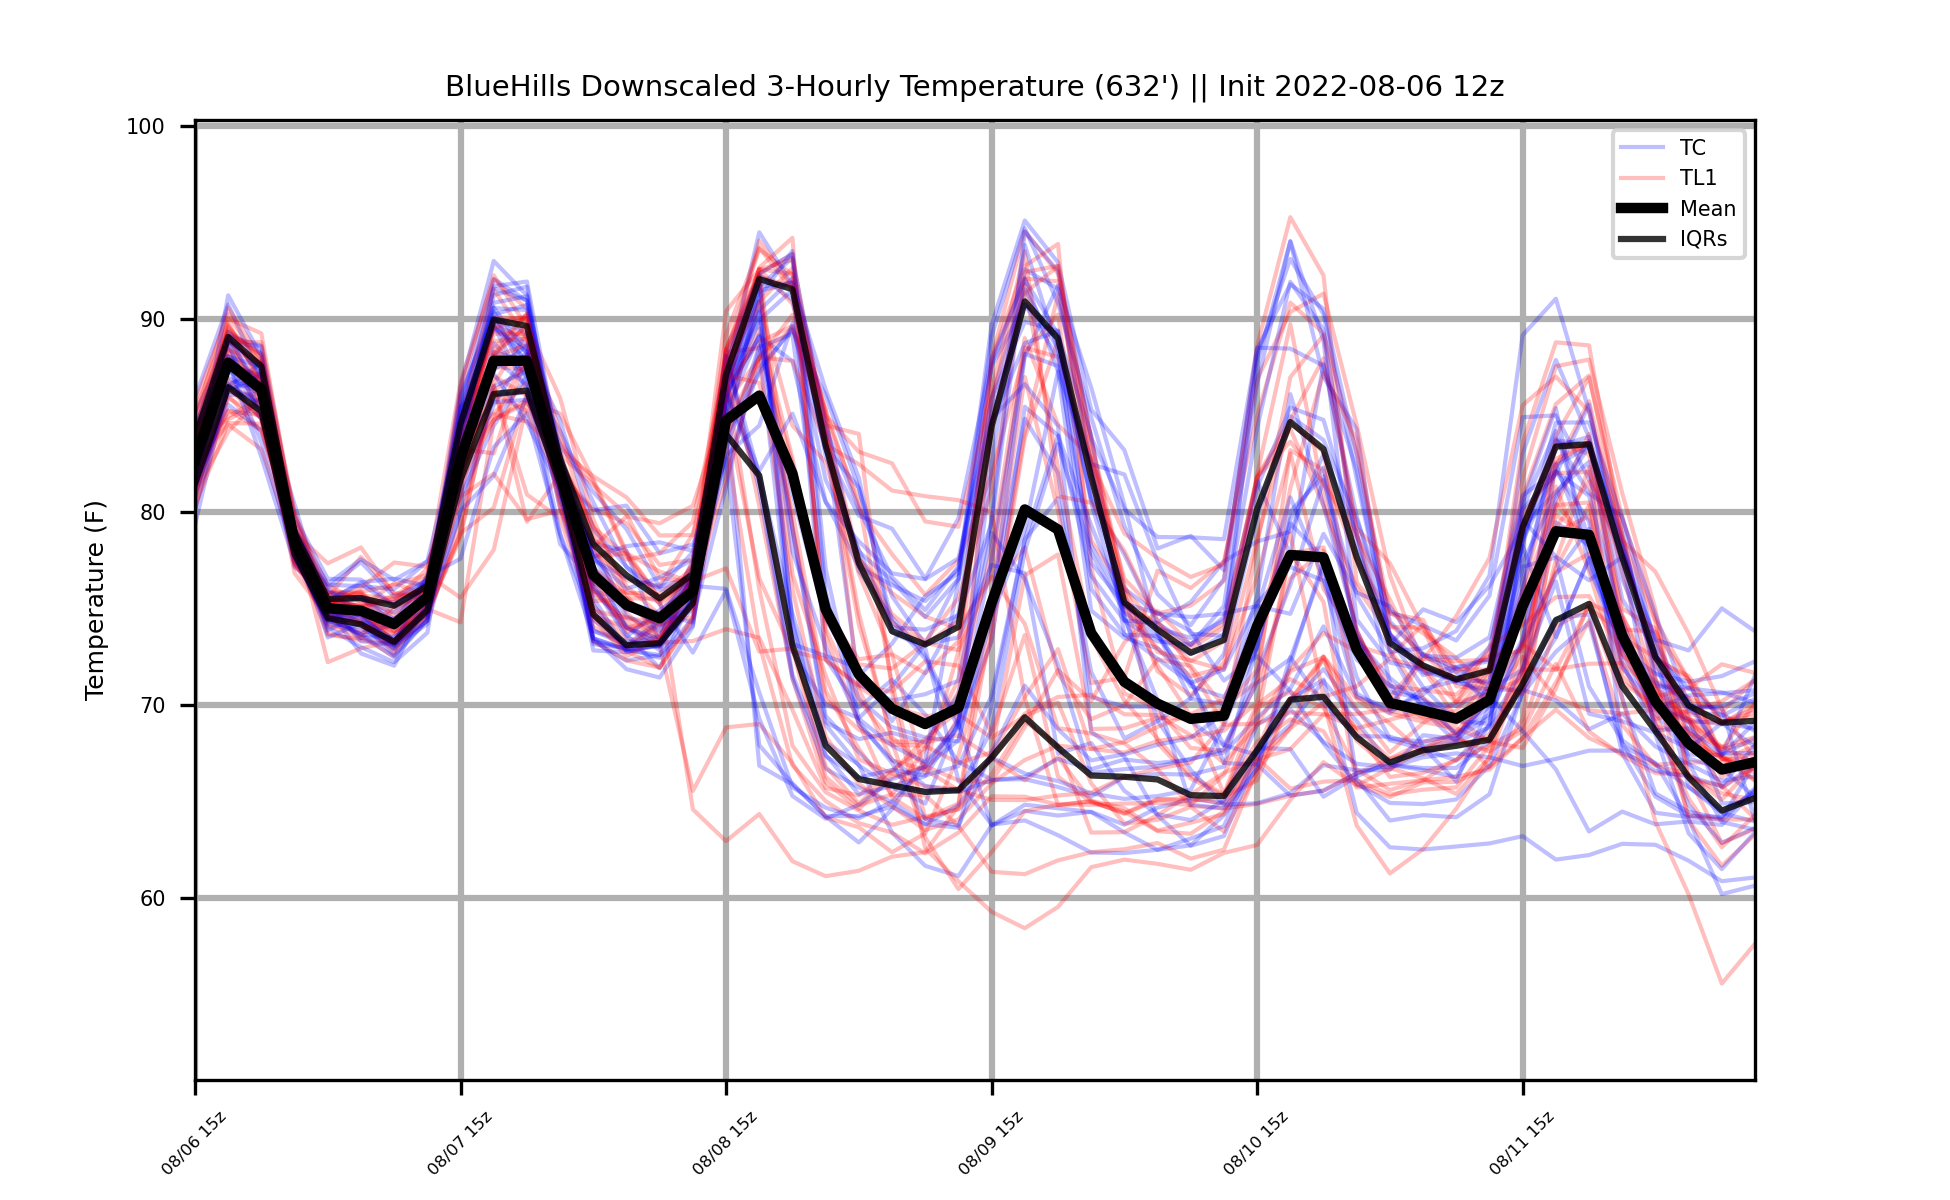 BlueHills Downscaled 3-Hourly Temperature (632') || Init 2022-08-06 12z
100
90
80
70
60
Temperature (F)
TC
TL1
Mean
IQRs
08/06 15z
08/07 15z
08/08 15z
08/09 15z
08/10 15z
08/11 15z